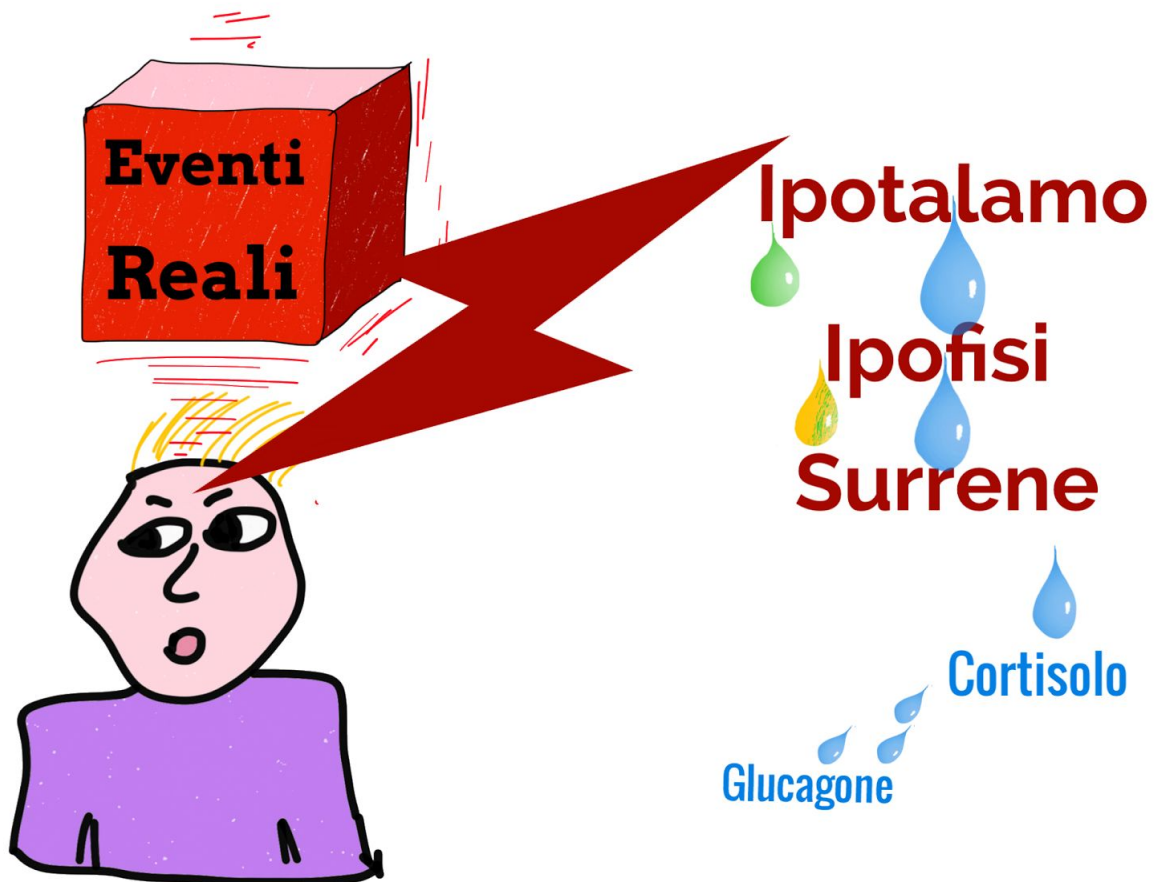 Eventi
Reali
Ipotalamo
Ipofisi
Surrene
Cortisolo
Glucagone